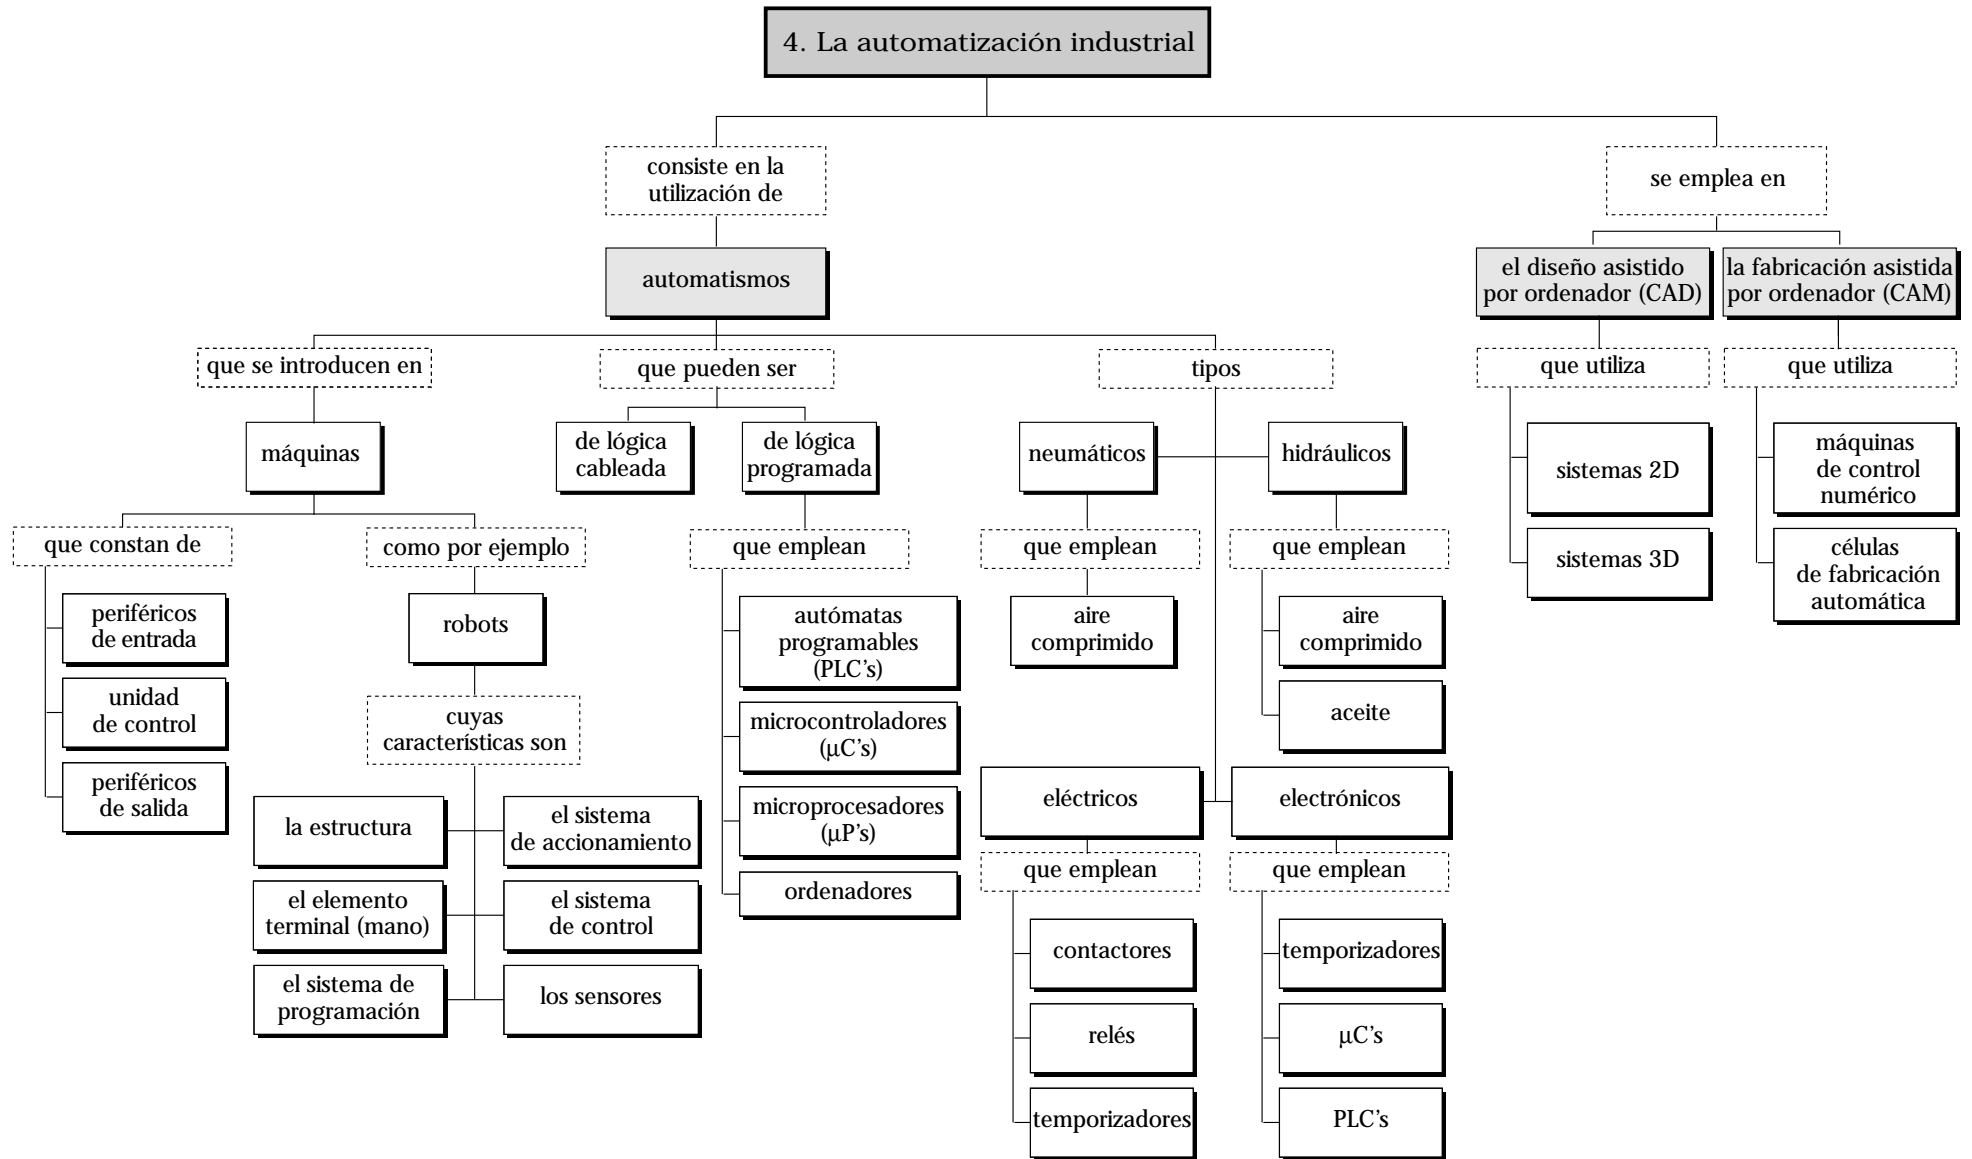 4. La automatización industrial
consiste en la
utilización de
se emplea en
automatismos
el diseño asistido
por ordenador (CAD)
la fabricación asistida
por ordenador (CAM)
que se introducen en
que pueden ser
tipos
que utiliza
que utiliza
máquinas
de lógica
cableada
de lógica
programada
neumáticos
hidráulicos
sistemas 2D
máquinas
de control
numérico
que constan de
como por ejemplo
que emplean
que emplean
que emplean
sistemas 3D
células
de fabricación
automática
periféricos
de entrada
robots
autómatas
programables
(PLC's)
aire
comprimido
aire
comprimido
unidad
de control
cuyas
características son
microcontroladores
(µC's)
aceite
periféricos
de salida
la estructura
el sistema
de accionamiento
microprocesadores
(µP's)
eléctricos
electrónicos
que emplean
que emplean
el elemento
terminal (mano)
el sistema
de control
ordenadores
contactores
temporizadores
el sistema de
programación
los sensores
relés
µC's
temporizadores
PLC's